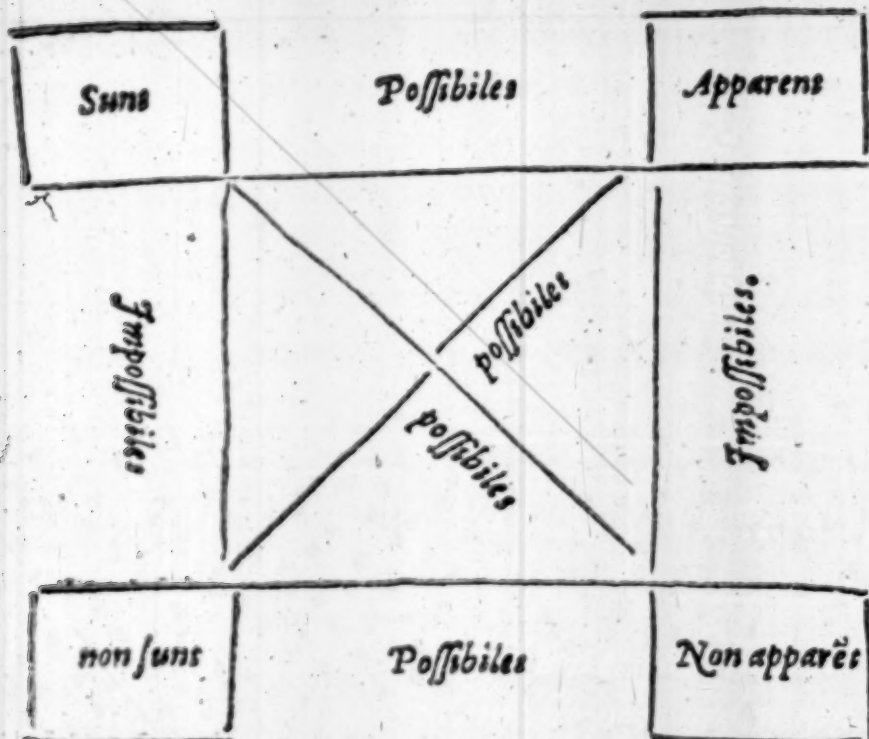 Sunt
Poſſibiles
Apparent
Impoſſibiles
poſſibiles
poſſibiles
Impoſſibiles.
non ſunt
Poſſibiles
Non apparẽt